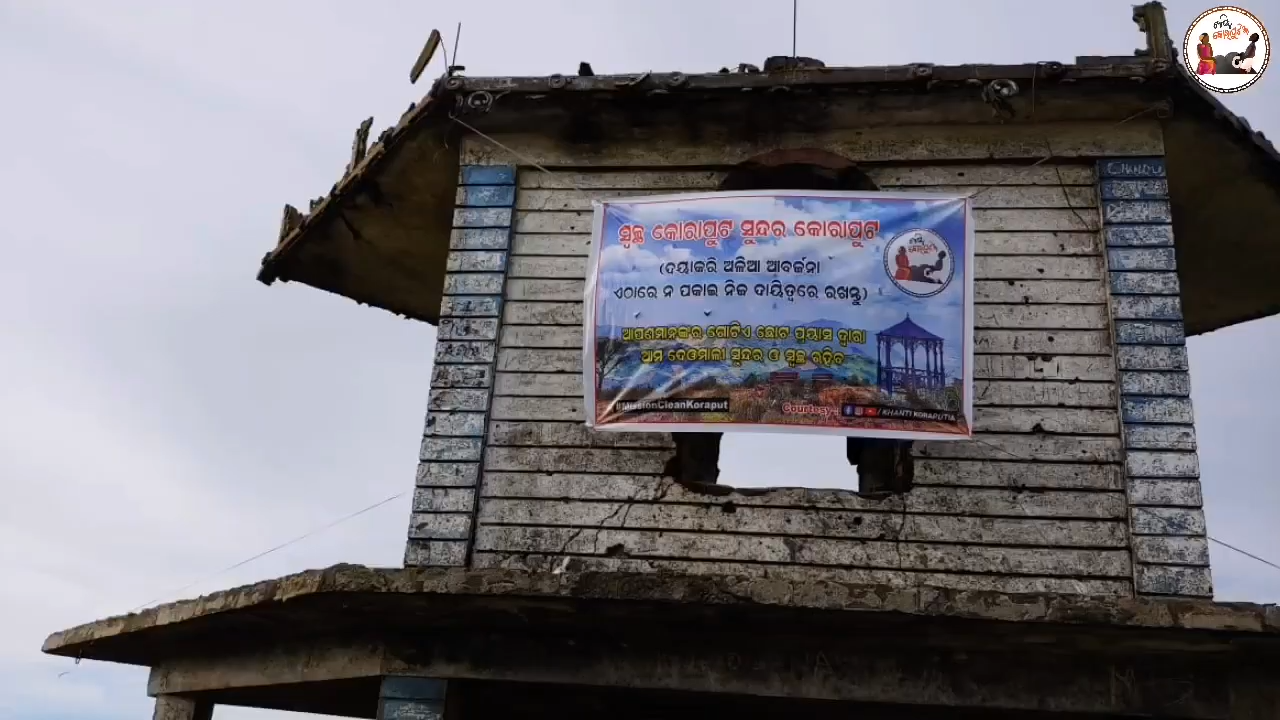 ସ୍ୱଚ୍ଛ କୋରାପୁଟ ସୁନ୍ଦର କୋରାପୁଟ
(ଦୟାକରି ଅଳିଆ ଆବର୍ଜନା
ଏଠାରେ ନ ପକାଇ ନିଜ ଦାୟିତ୍ୱରେ ରଖନ୍ତୁ)
ଆପଣମାନଙ୍କର ଗୋଟିଏ ଛୋଟ ପ୍ରୟାସ ଦ୍ୱାରା
ଆମ ଦେଓମାଲୀ ସୁନ୍ଦର ଓ ସ୍ୱଚ୍ଛ ରହିବ
#MissionCleanKoraput
Courtesy : / KHANTI KORAPUTIA